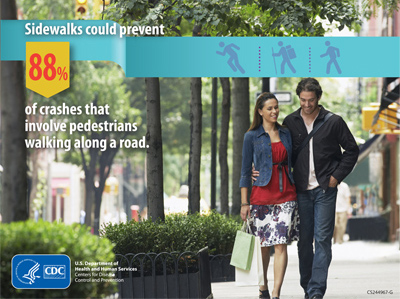 Sidewalks could prevent
88%
of crashes that
involve pedestrians
walking along a road.
CDC
U.S. Department of
Health and Human Services
Centers for Disease
Control and Prevention
CS244967-G